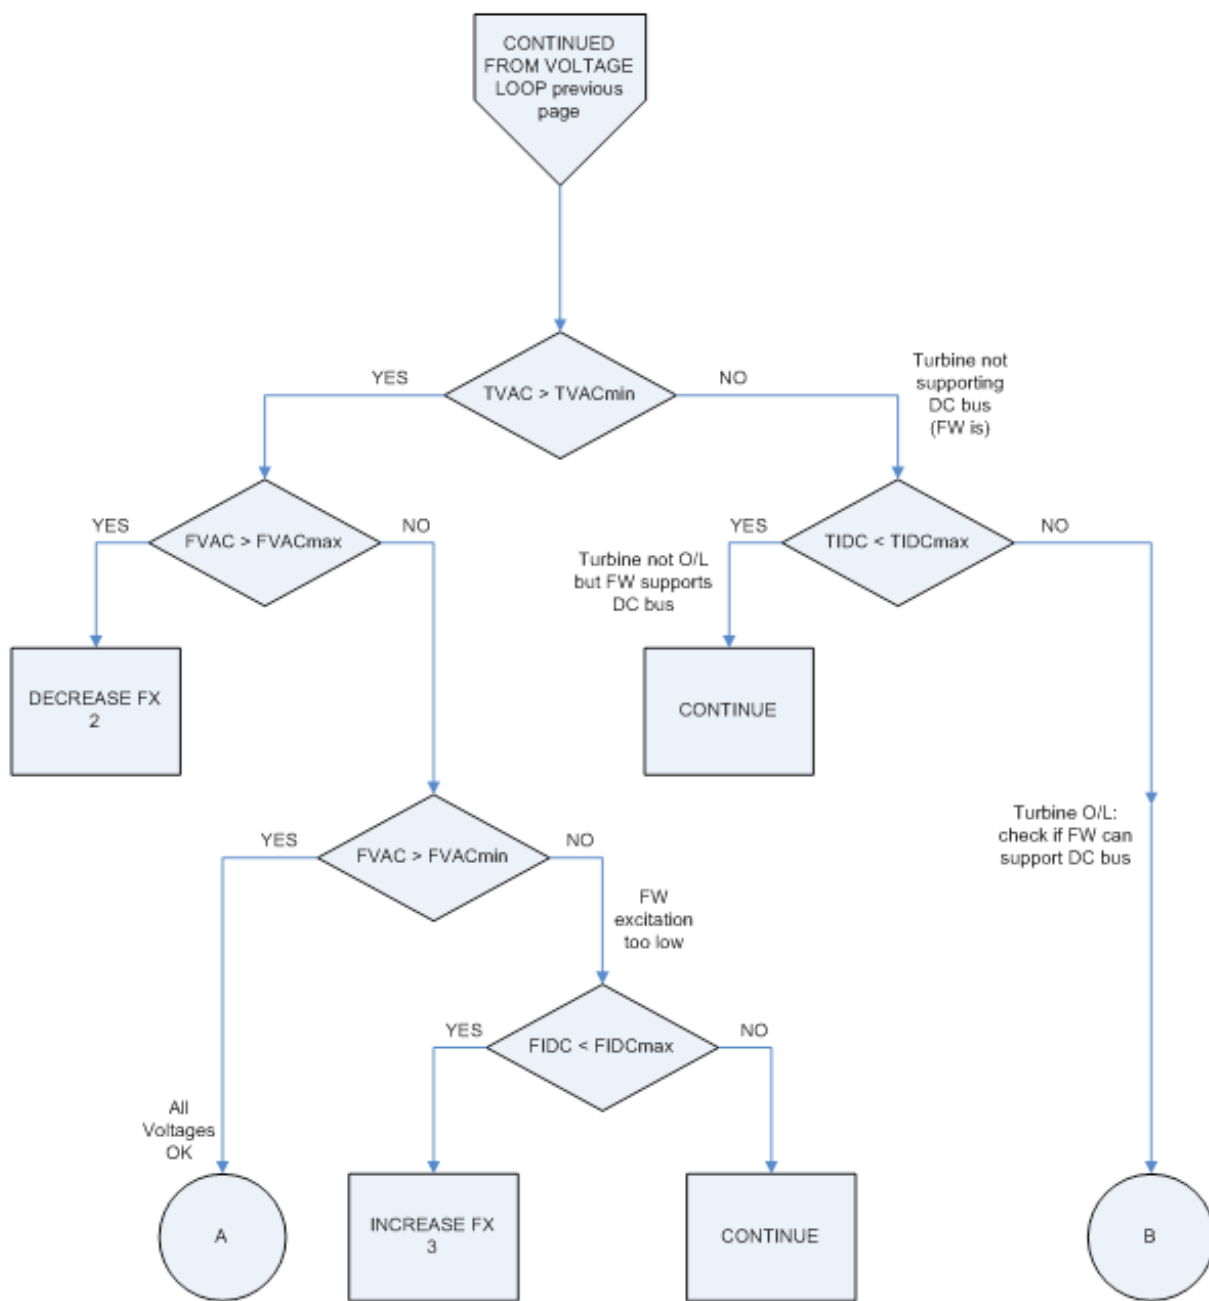 CONTINUED
FROM VOLTAGE
LOOP previous
page
YES
TVAC > TVACmin
NO
Turbine not
supporting
DC bus
(FW is)
YES
FVAC > FVACmax
NO
YES
TIDC < TIDCmax
NO
Turbine not O/L
but FW supports
DC bus
DECREASE FX
2
CONTINUE
Turbine O/L:
check if FW can
support DC bus
YES
FVAC > FVACmin
NO
FW
excitation
too low
YES
FIDC < FIDCmax
NO
All
Voltages
OK
A
INCREASE FX
3
CONTINUE
B